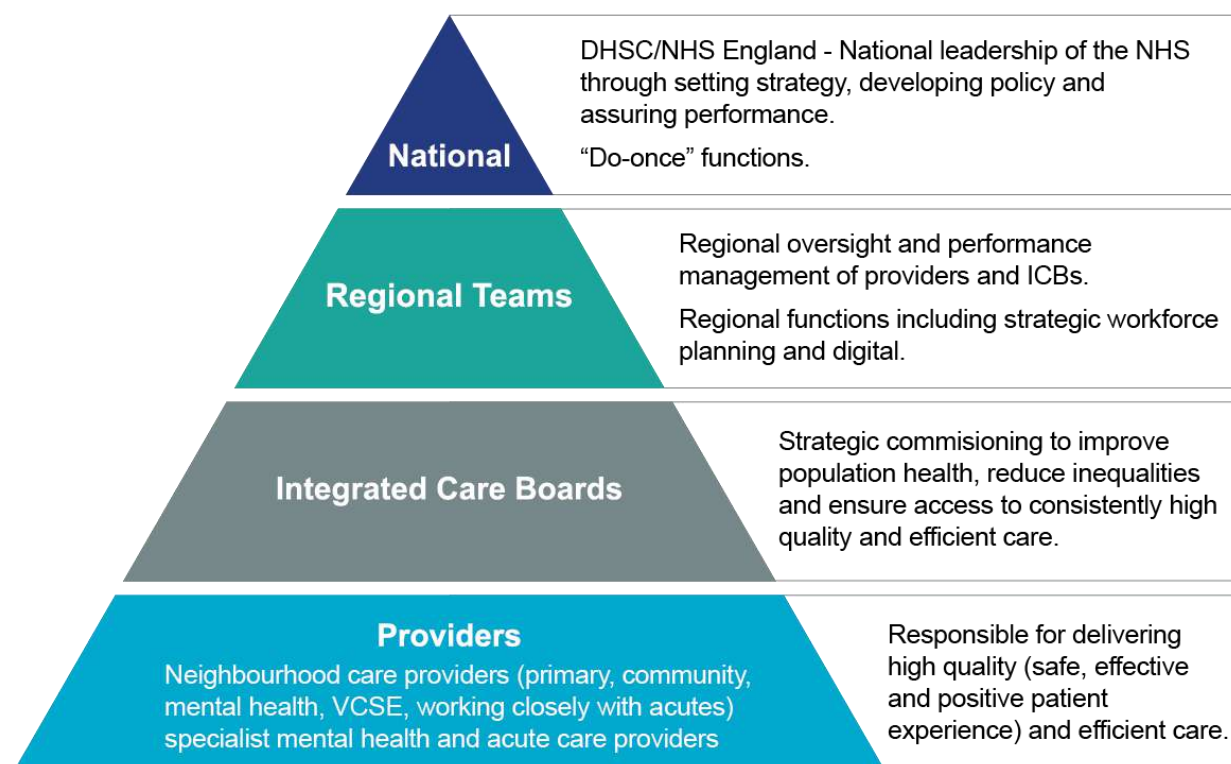 DHSC/NHS England - National leadership of the NHS
through setting strategy, developing policy and
assuring performance.
“Do-once” functions.
National
Regional oversight and performance
management of providers and ICBs.
Regional functions including strategic workforce
planning and digital.
Regional Teams
Strategic commisioning to improve
population health, reduce inequalities
and ensure access to consistently high
quality and efficient care.
Integrated Care Boards
Providers
Neighbourhood care providers (primary, community,
mental health, VCSE, working closely with acutes)
specialist mental health and acute care providers
Responsible for delivering
high quality (safe, effective
and positive patient
experience) and efficient care.